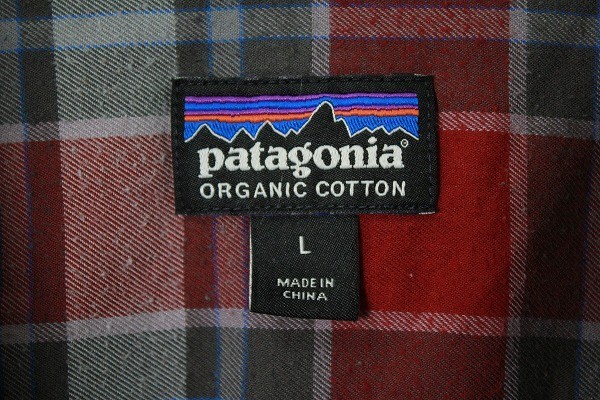 patagonia®
ORGANIC COTTON
L
MADE IN
CHINA